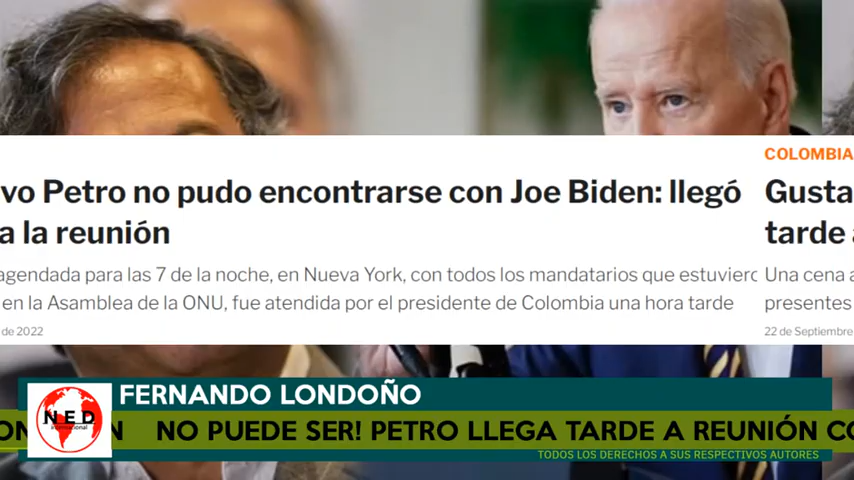 vo Petro no pudo encontrarse con Joe Biden: llegó
a la reunión
agendada para las 7 de la noche, en Nueva York, con todos los mandatarios que estuviero
en la Asamblea de la ONU, fue atendida por el presidente de Colombia una hora tarde
de 2022
COLOMBIA
Gusta
tarde a
Una cena a
presentes
22 de Septiembre
FERNANDO LONDOÑO
NED
international
N NO PUEDE SER! PETRO LLEGA TARDE A REUNIÓN CO
TODOS LOS DERECHOS A SUS RESPECTIVOS AUTORES